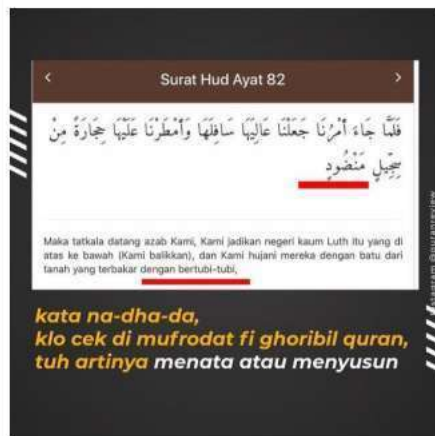 Surat Hud Ayat 82
فَلَمَّا جَاءَ أَمْرُنَا جَعَلْنَا عَالِيَهَا سَافِلَهَا وَأَمْطَرْنَا عَلَيْهَا حِجَارَةً مِنْ
سِجِّيلٍ مَنْضُودٍ
Maka tatkala datang azab Kami, Kami jadikan negeri kaum Luth itu yang di
atas ke bawah (Kami balikkan), dan Kami hujani mereka dengan batu dari
tanah yang terbakar dengan bertubi-tubi,
kata na-dha-da,
klo cek di mufrodat fi ghoribil quran,
tuh artinya menata atau menyusun
instagram @quranreview